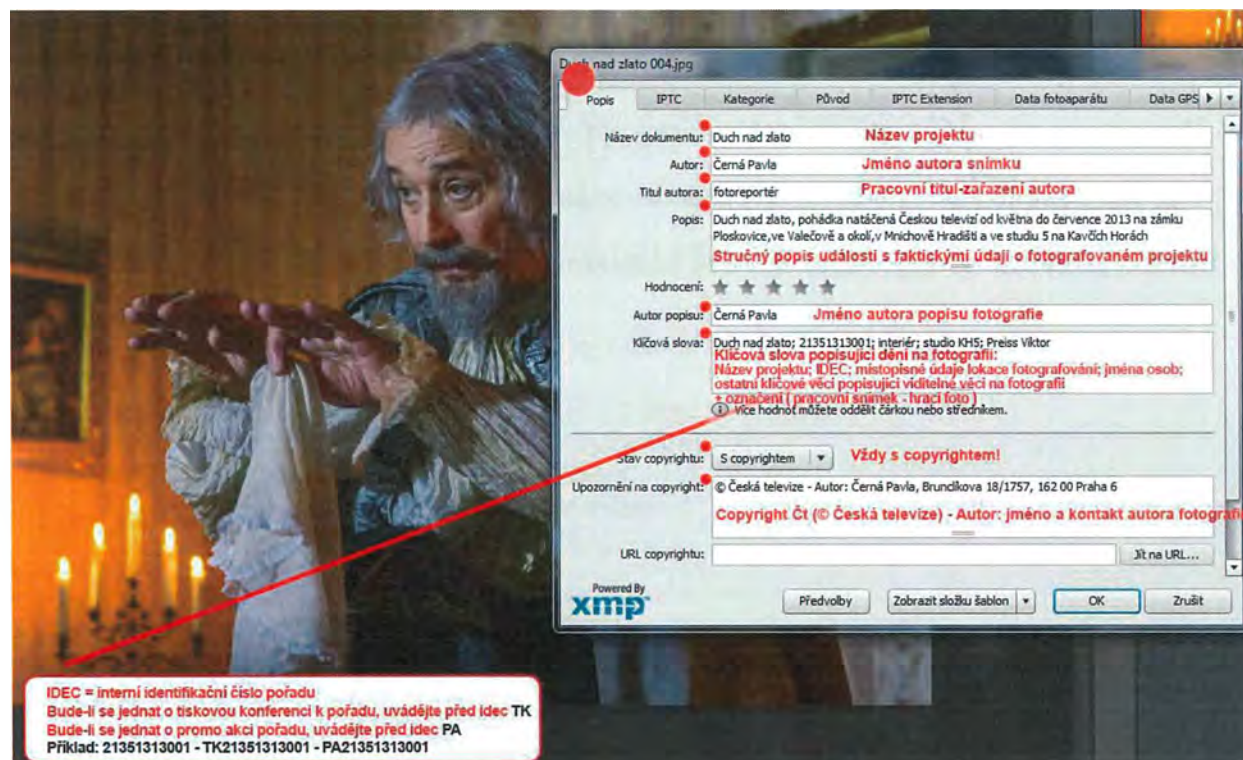 Duch nad zlato 004.jpg
Popis IPTC Kategorie Původ IPTC Extension Data fotoaparátu Data GPS
Název dokumentu: Duch nad zlato Název projektu
Autor: Černá Pavla Jméno autora snímku
Titul autora: fotoreportér Pracovní titul-zařazení autora
Popis: Duch nad zlato, pohádka natáčená Českou televizí od května do července 2013 na zámku
Ploskovice,ve Valečově a okolí,v Mnichově Hradišti a ve studiu 5 na Kavčích Horách
Stručný popis události s faktickými údaji o fotografovaném projektu
Hodnocení:
Autor popisu: Černá Pavla Jméno autora popisu fotografie
Klíčová slova: Duch nad zlato; 21351313001; interiér; studio KH5; Preiss Viktor
Klíčová slova popisující dění na fotografii:
Název projektu; IDEC; místopisné údaje lokace fotografování; jména osob;
ostatní klíčové věci popisující viditelné věci na fotografii
+ označení ( pracovní snímek - hrací foto )
Více hodnot můžete oddělit čárkou nebo středníkem.
Stav copyrightu: S copyrightem Vždy s copyrightem!
Upozornění na copyright: © Česká televize - Autor: Černá Pavla, Brunclíkova 18/1757, 162 00 Praha 6
Copyright Čt (© Česká televize) - Autor: jméno a kontakt autora fotografi
URL copyrightu: Jít na URL...
Powered By
xmp Předvolby Zobrazit složku šablon OK Zrušit
IDEC = interní identifikační číslo pořadu
Bude-li se jednat o tiskovou konferenci k pořadu, uvádějte před idec TK
Bude-li se jednat o promo akci pořadu, uvádějte před idec PA
Příklad: 21351313001 - TK21351313001 - PA21351313001